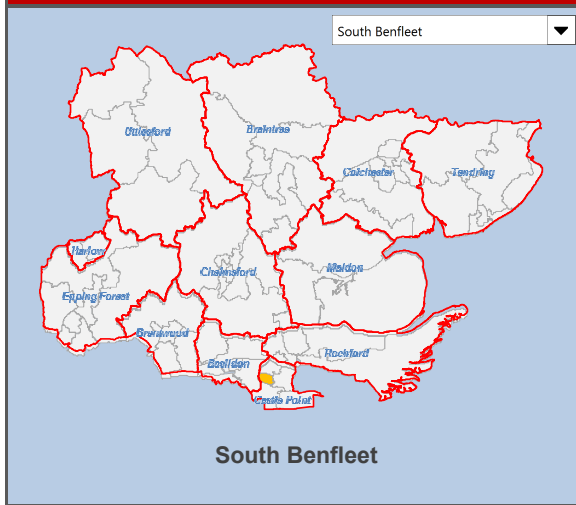 South Benfleet
Uttlesford
Braintree
Colchester
Tendring
Harlow
Chelmsford
Maldon
Epping Forest
Brentwood
Rochford
Basildon
Castle Point
South Benfleet